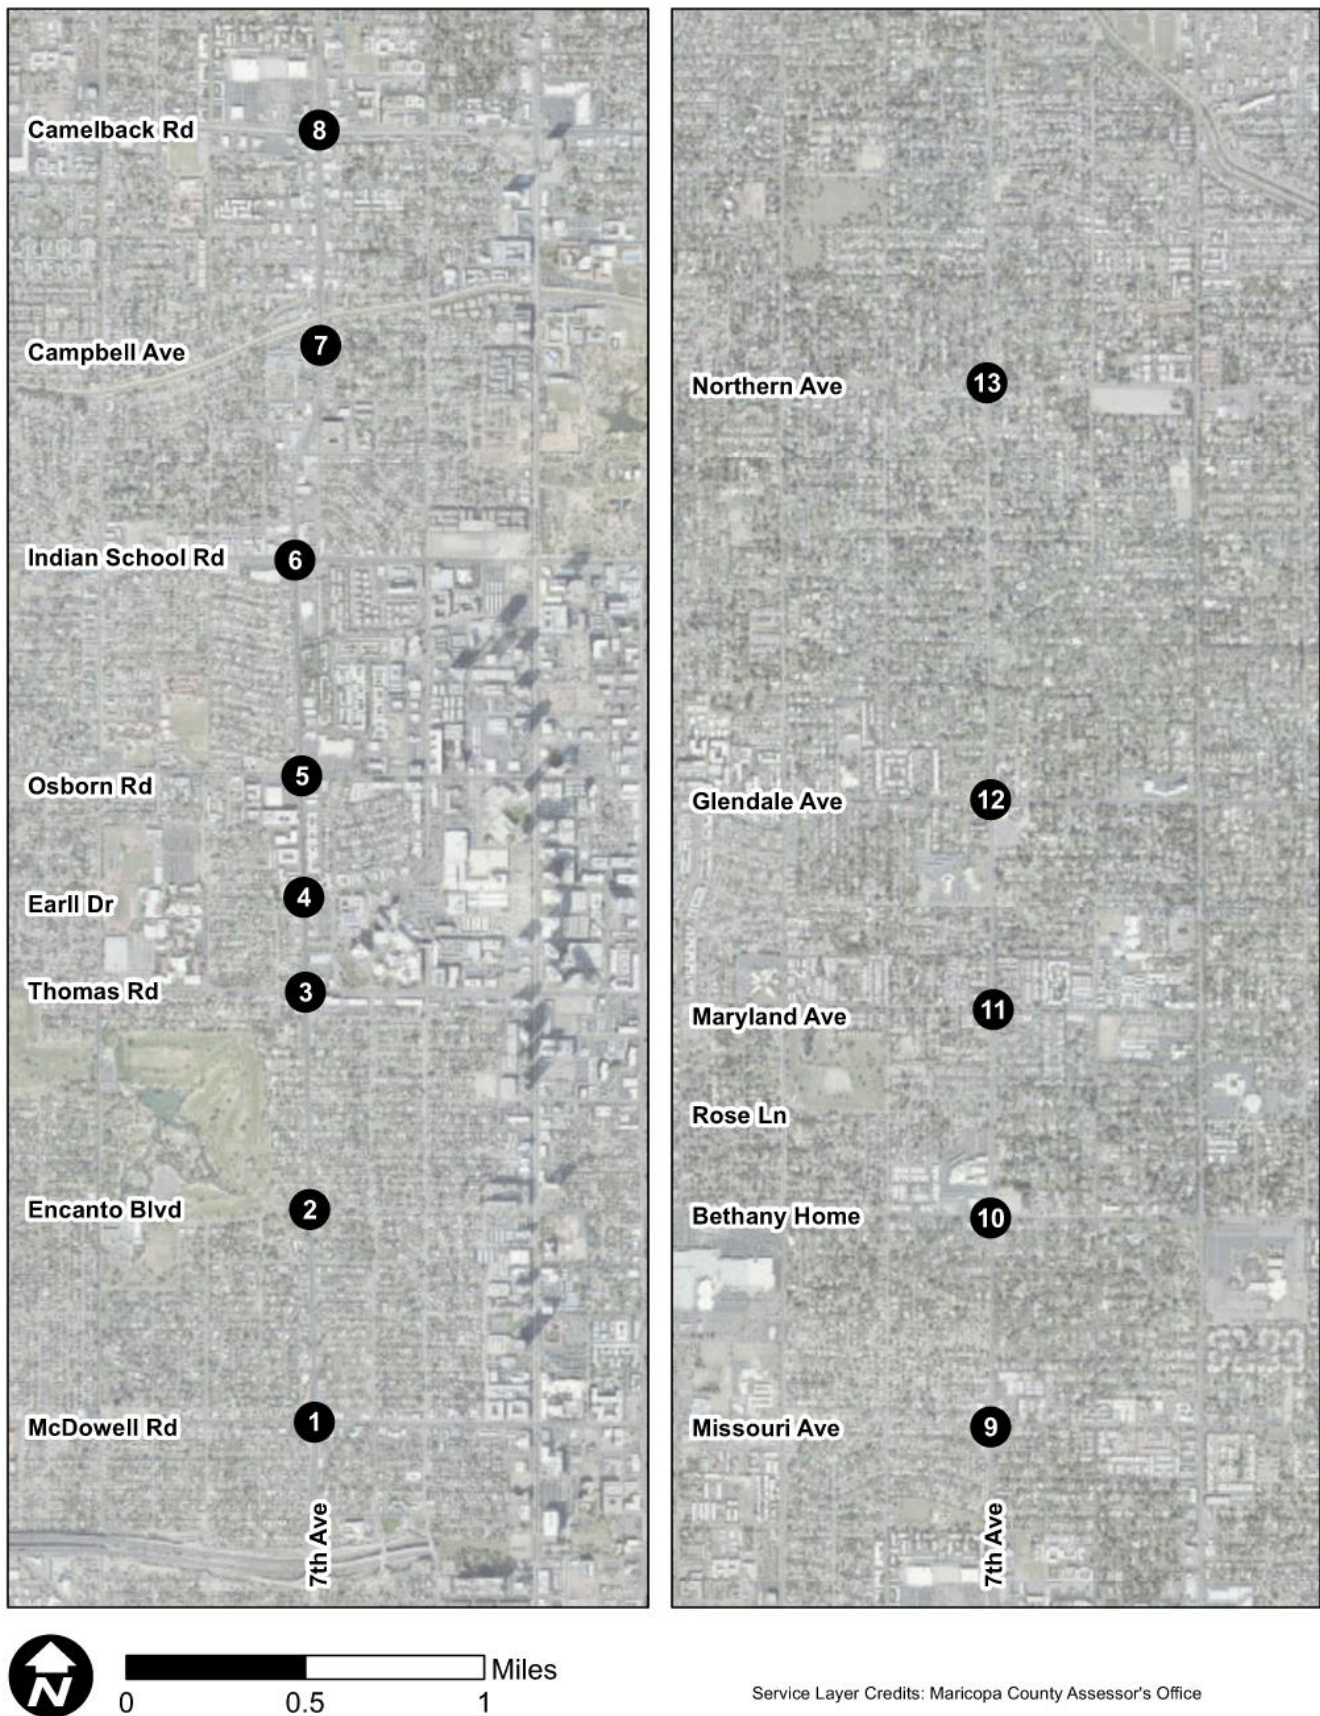 Camelback Rd
8
Campbell Ave
7
Indian School Rd
6
Osborn Rd
5
Earll Dr
4
Thomas Rd
3
Encanto Blvd
2
McDowell Rd
1
7th Ave
Northern Ave
13
Glendale Ave
12
Maryland Ave
11
Rose Ln
Bethany Home
10
Missouri Ave
9
7th Ave
N
Miles
0 0.5 1
Service Layer Credits: Maricopa County Assessor's Office